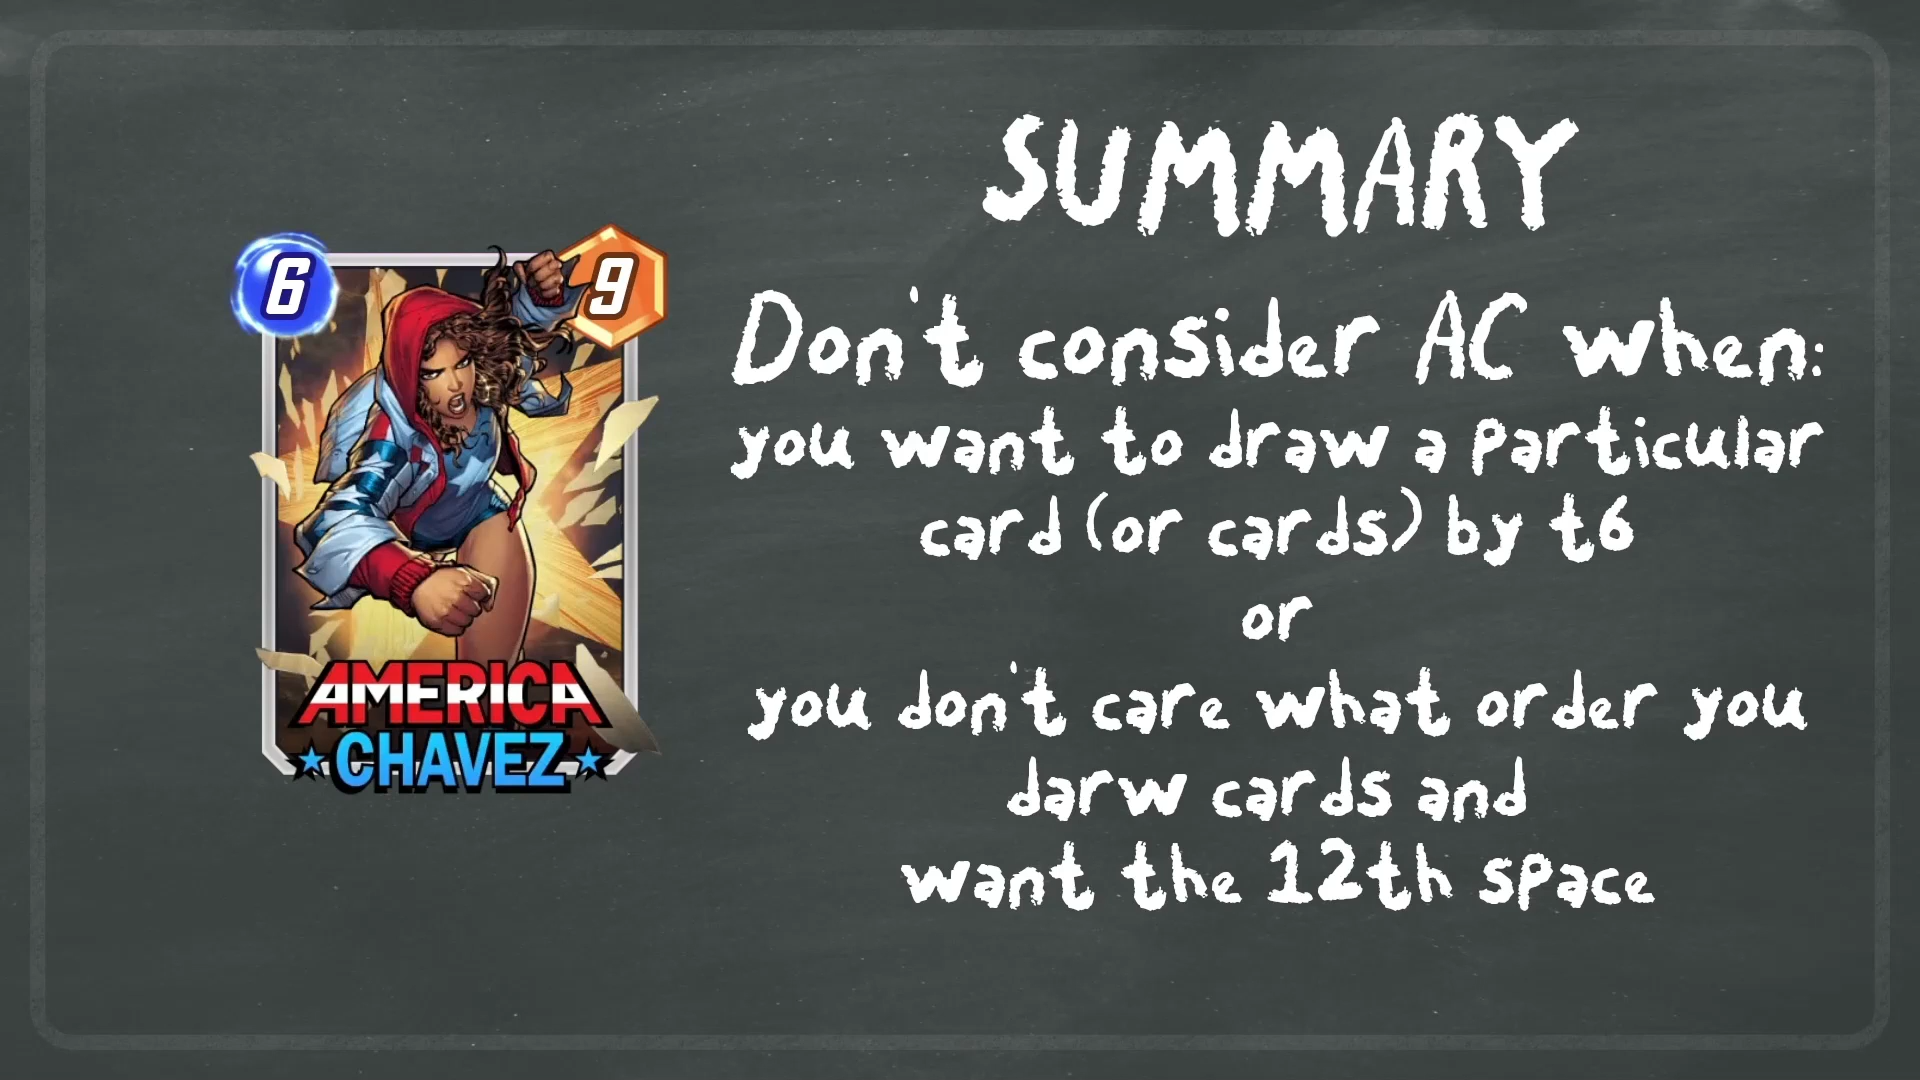 SUMMARY
6
9
Don't consider AC when:
you want to draw a particular
card (or cards) by t6
or
you don't care what order you
darw cards and
want the 12th space
AMERICA
CHAVEZ